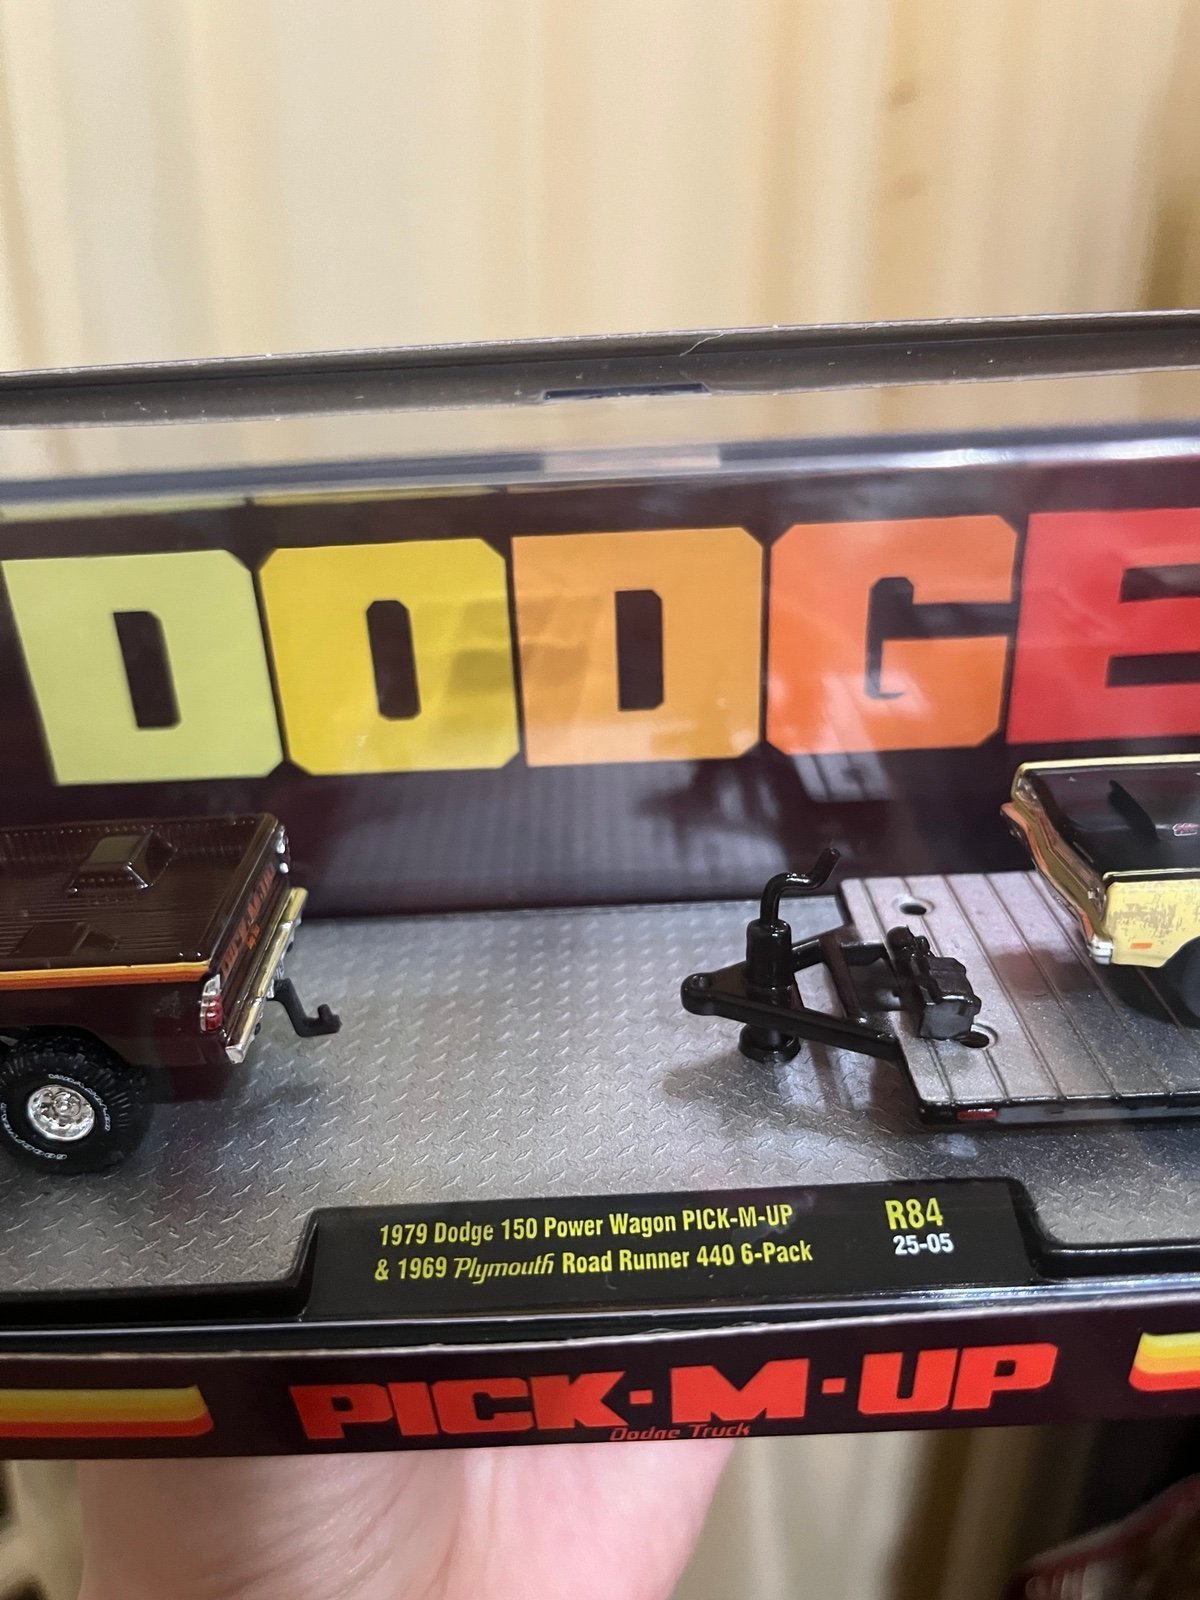 DODGE
1979 Dodge 150 Power Wagon PICK-M-UP
& 1969 Plymouth Road Runner 440 6-Pack
R84
25-05
PICK-M-UP
Dodge Truck